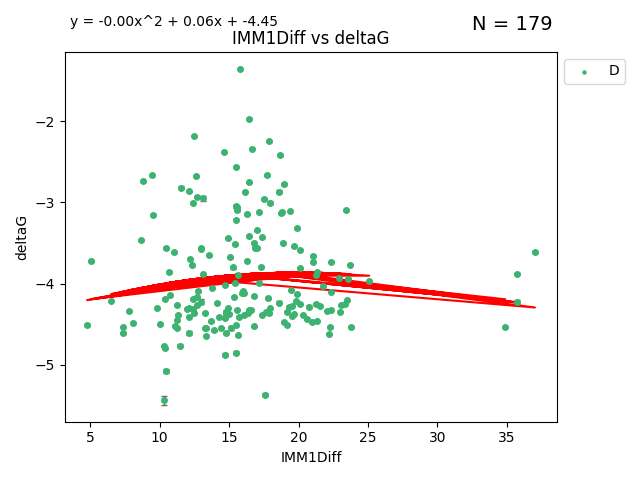 y = -0.00x^2 + 0.06x + -4.45
N = 179
IMM1Diff vs deltaG
D
−2
−3
−4
−5
deltaG
5 10 15 20 25 30 35
IMM1Diff